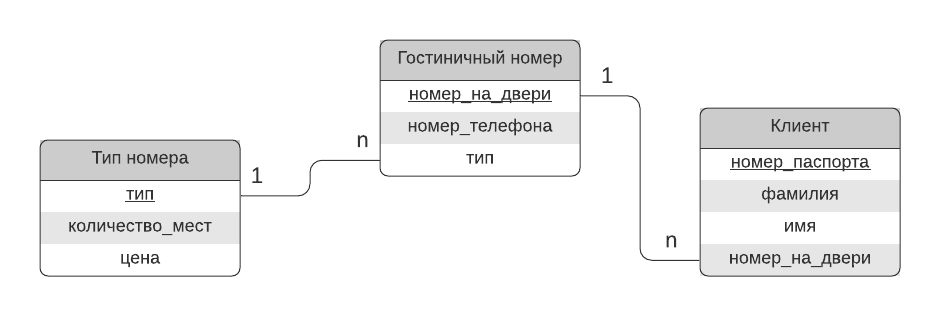 Тип номера
тип
количество_мест
цена
1
n
Гостиничный номер
номер_на_двери
номер_телефона
тип
1
n
Клиент
номер_паспорта
фамилия
имя
номер_на_двери